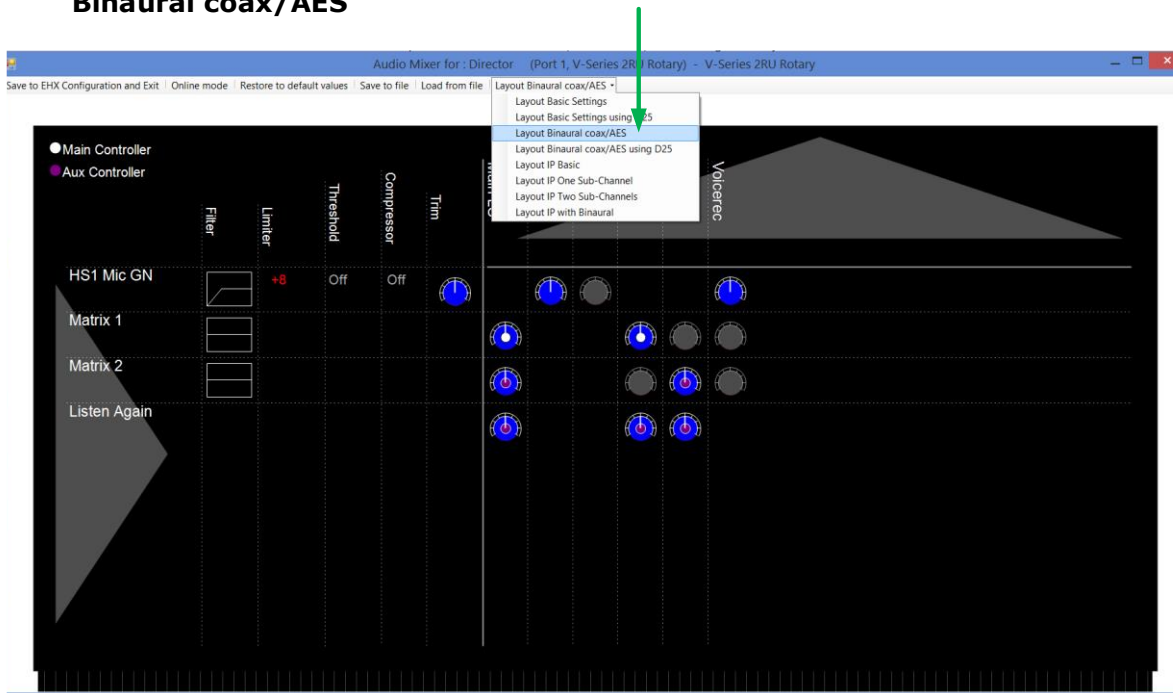 Binaural coax/AES
Audio Mixer for : Director (Port 1, V-Series 2RU Rotary) - V-Series 2RU Rotary
Save to EHX Configuration and Exit Online mode Restore to default values Save to file Load from file Layout Binaural coax/AES
Layout Basic Settings
Layout Basic Settings using
Layout Binaural coax/AES
Layout Binaural coax/AES using D25
Layout IP Basic
Layout IP One Sub-Channel
Layout IP Two Sub-Channels
Layout IP with Binaural
Main Controller
Aux Controller
Filter
Limiter
Threshold
Compressor
Trim
Voicerec
HS1 Mic GN +8 Off Off
Matrix 1
Matrix 2
Listen Again